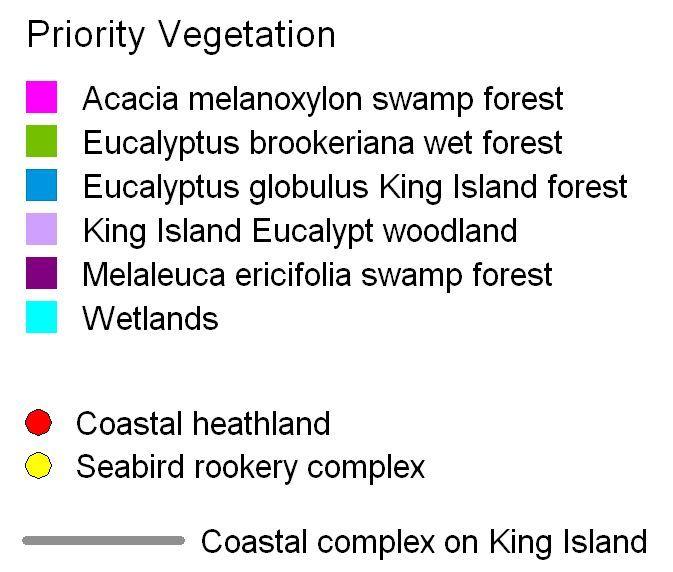 Priority Vegetation
Acacia melanoxylon swamp forest
Eucalyptus brookeriana wet forest
Eucalyptus globulus King Island forest
King Island Eucalypt woodland
Melaleuca ericifolia swamp forest
Wetlands
Coastal heathland
Seabird rookery complex
Coastal complex on King Island